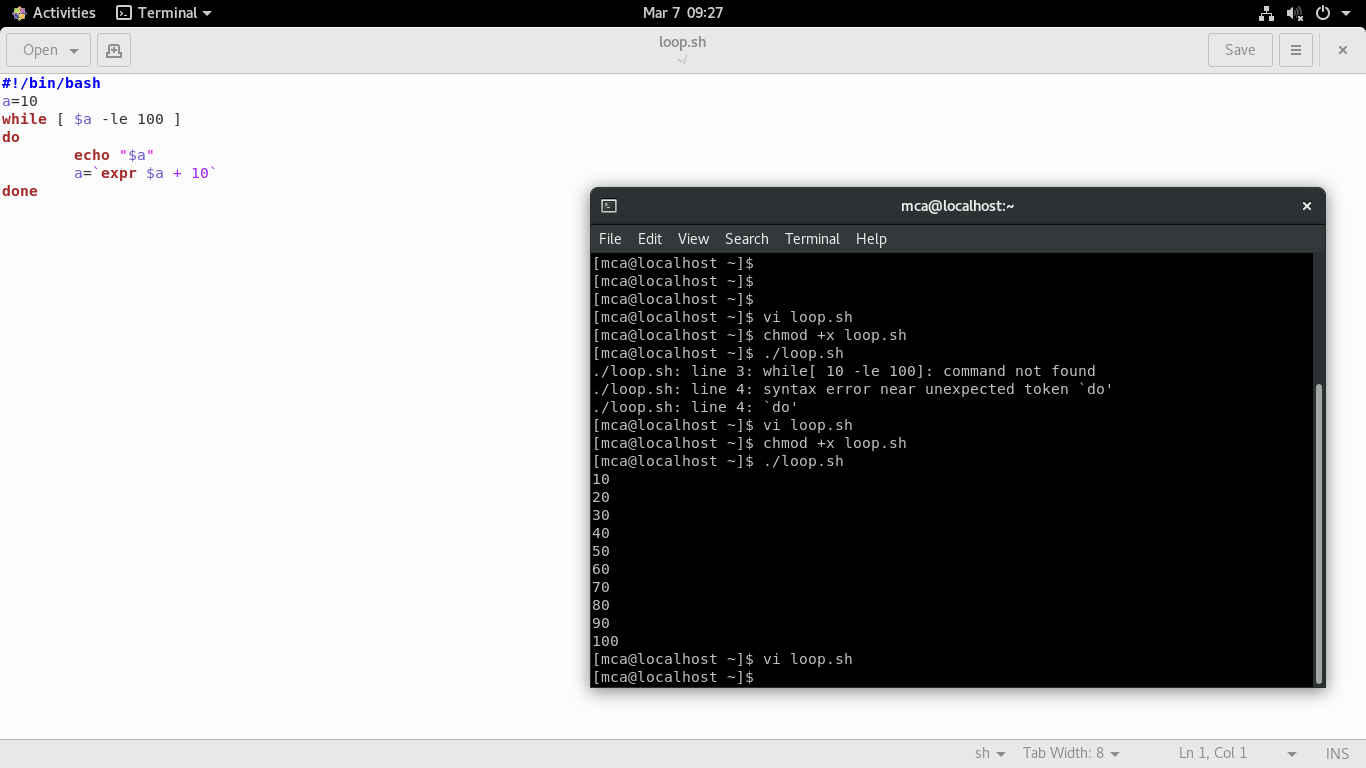 Activities Terminal Mar 7 09:27
Open loop.sh Save
~/
#!/bin/bash
a=10
while [ $a -le 100 ]
do
        echo "$a"
        a=`expr $a + 10`
done
mca@localhost:~
File Edit View Search Terminal Help
[mca@localhost ~]$
[mca@localhost ~]$
[mca@localhost ~]$
[mca@localhost ~]$ vi loop.sh
[mca@localhost ~]$ chmod +x loop.sh
[mca@localhost ~]$ ./loop.sh
./loop.sh: line 3: while[ 10 -le 100]: command not found
./loop.sh: line 4: syntax error near unexpected token `do'
./loop.sh: line 4: `do'
[mca@localhost ~]$ vi loop.sh
[mca@localhost ~]$ chmod +x loop.sh
[mca@localhost ~]$ ./loop.sh
10
20
30
40
50
60
70
80
90
100
[mca@localhost ~]$ vi loop.sh
[mca@localhost ~]$
sh Tab Width: 8 Ln 1, Col 1 INS